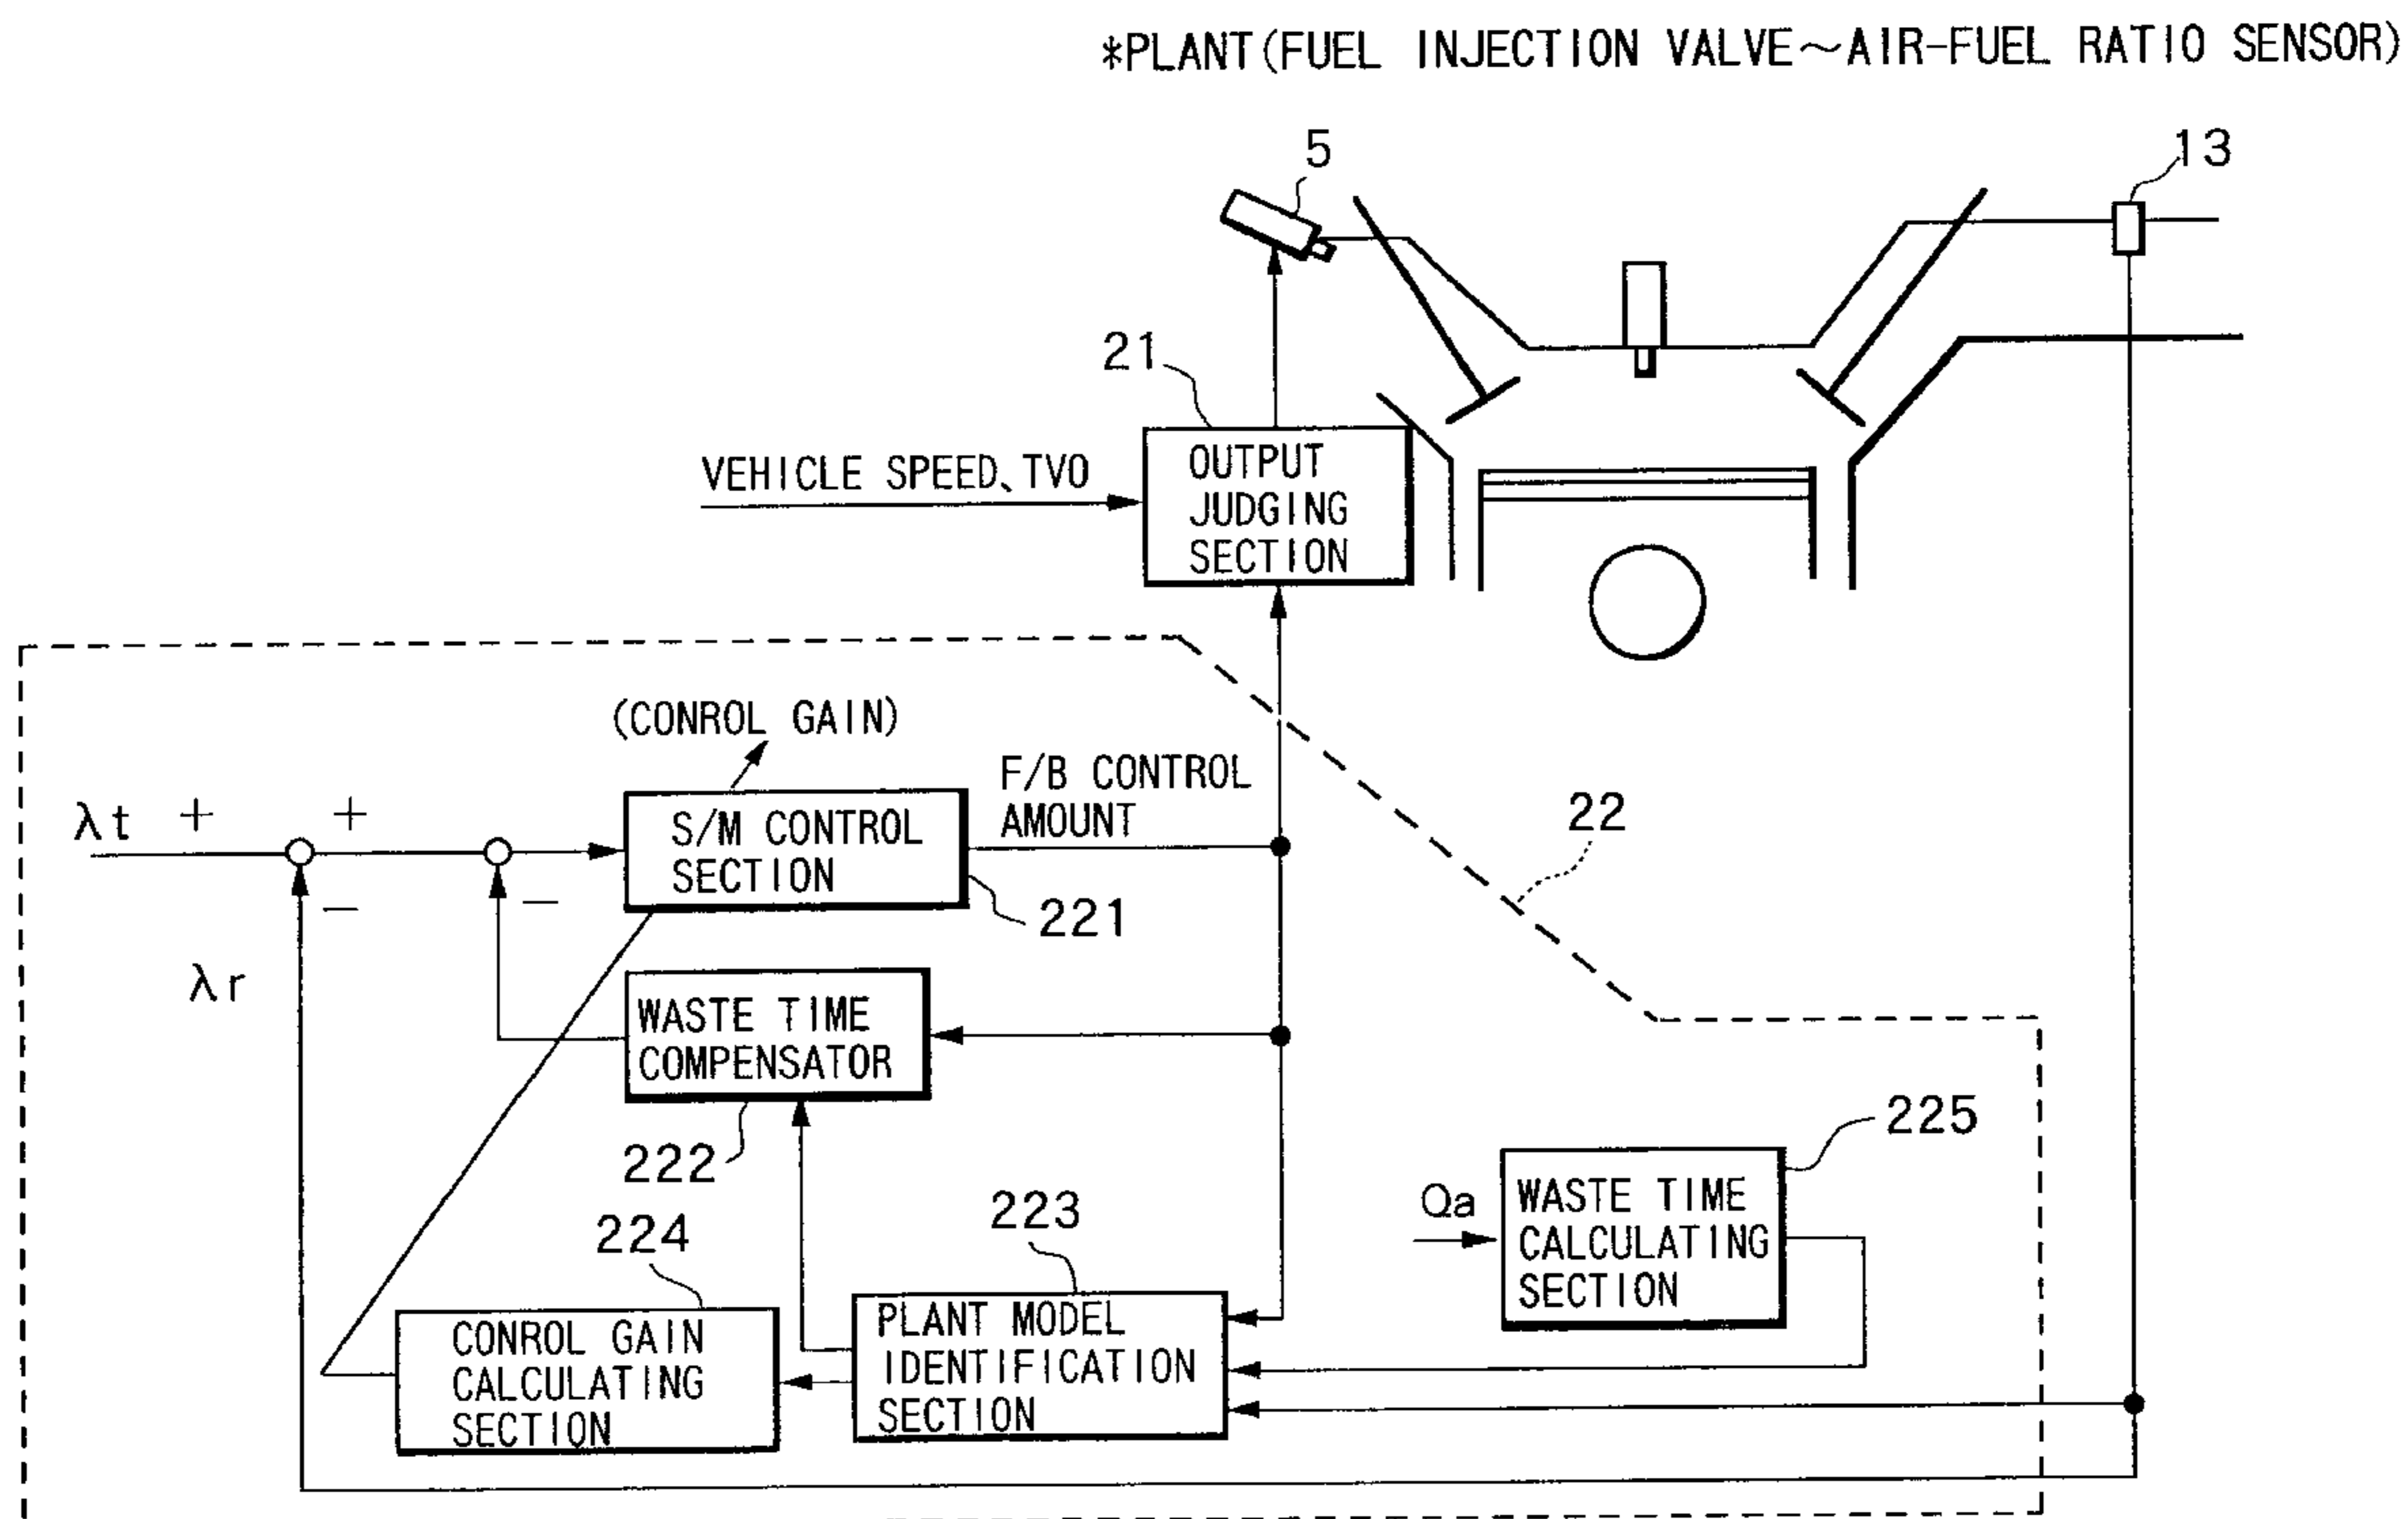 *PLANT(FUEL INJECTION VALVE~AIR-FUEL RATIO SENSOR)
5
13
21
VEHICLE SPEED、TVO
OUTPUT
JUDGING
SECTION
(CONROL GAIN)
F/B CONTROL
AMOUNT
22
λt
+
+
S/M CONTROL
SECTION
−
−
221
λr
WASTE TIME
COMPENSATOR
222
225
Qa
WASTE TIME
CALCULATING
SECTION
223
224
PLANT MODEL
IDENTIFICATION
SECTION
CONROL GAIN
CALCULATING
SECTION